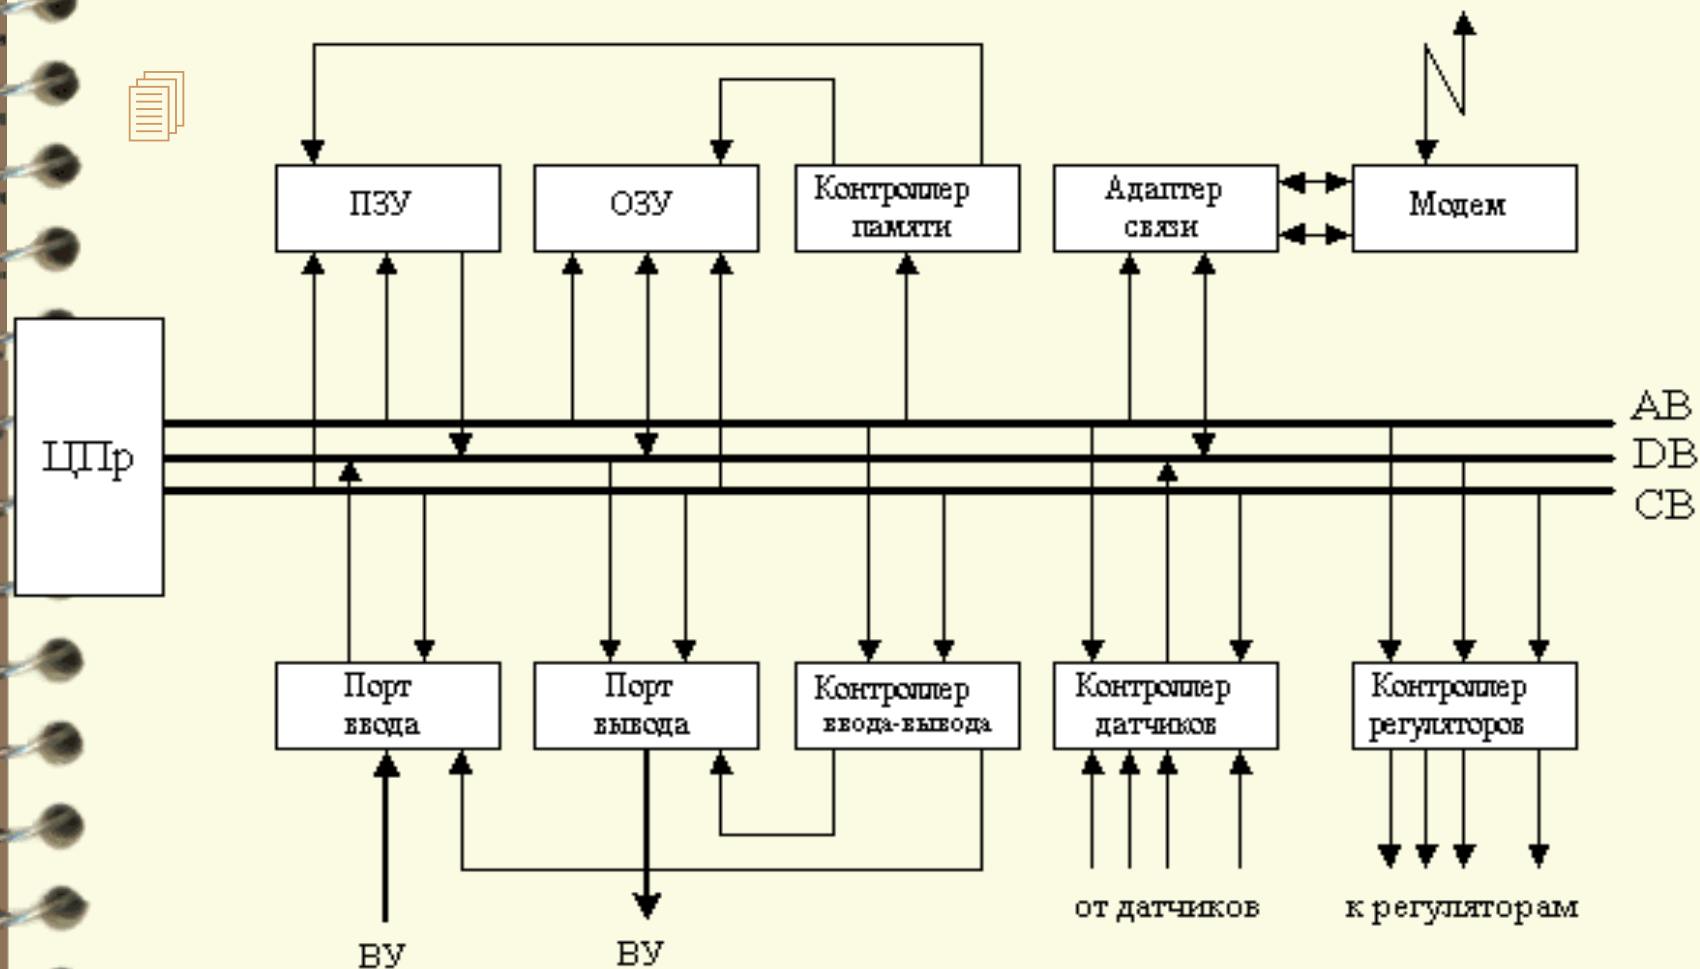 ПЗУ
ОЗУ
Контроллер
памяти
Адаптер
связи
Модем
ЦПр
AB
DB
CB
Порт
ввода
Порт
вывода
Контроллер
ввода-вывода
Контроллер
датчиков
Контроллер
регуляторов
от датчиков
к регуляторам
ВУ
ВУ